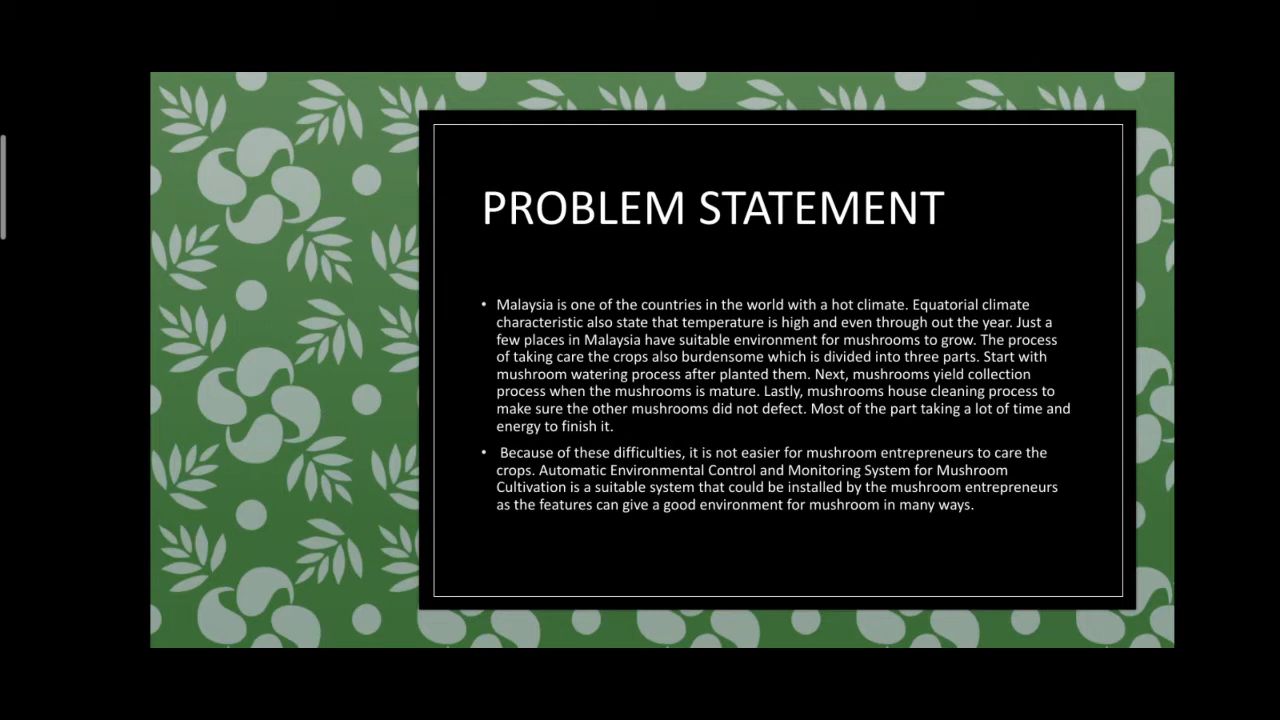 PROBLEM STATEMENT
• Malaysia is one of the countries in the world with a hot climate. Equatorial climate
characteristic also state that temperature is high and even through out the year. Just a
few places in Malaysia have suitable environment for mushrooms to grow. The process
of taking care the crops also burdensome which is divided into three parts. Start with
mushroom watering process after planted them. Next, mushrooms yield collection
process when the mushrooms is mature. Lastly, mushrooms house cleaning process to
make sure the other mushrooms did not defect. Most of the part taking a lot of time and
energy to finish it.
• Because of these difficulties, it is not easier for mushroom entrepreneurs to care the
crops. Automatic Environmental Control and Monitoring System for Mushroom
Cultivation is a suitable system that could be installed by the mushroom entrepreneurs
as the features can give a good environment for mushroom in many ways.